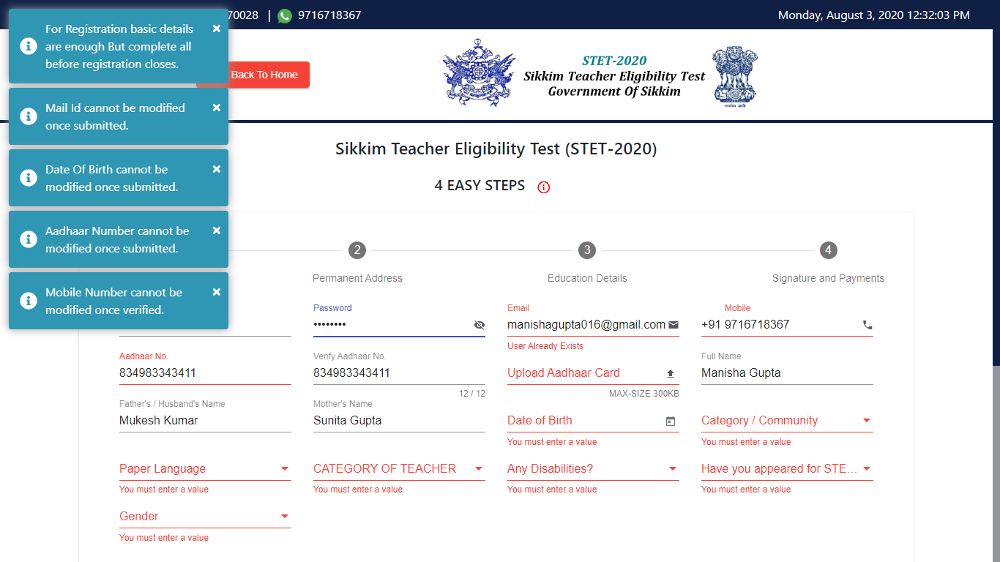 70028 | 9716718367
Monday, August 3, 2020 12:32:03 PM
For Registration basic details
are enough But complete all
before registration closes.
Mail Id cannot be modified
once submitted.
Date Of Birth cannot be
modified once submitted.
Aadhaar Number cannot be
modified once submitted.
Mobile Number cannot be
modified once verified.
Back To Home
STET-2020
Sikkim Teacher Eligibility Test
Government Of Sikkim
Sikkim Teacher Eligibility Test (STET-2020)
4 EASY STEPS
2 3 4
Permanent Address Education Details Signature and Payments
Password Email Mobile
•••••••• manishagupta016@gmail.com +91 9716718367
User Already Exists
Aadhaar No. Verify Aadhaar No. Full Name
834983343411 834983343411 Upload Aadhaar Card Manisha Gupta
12 / 12 MAX-SIZE 300KB
Father's / Husband's Name Mother's Name
Mukesh Kumar Sunita Gupta Date of Birth Category / Community
You must enter a value You must enter a value
Paper Language CATEGORY OF TEACHER Any Disabilities? Have you appeared for STE...
You must enter a value You must enter a value You must enter a value You must enter a value
Gender
You must enter a value